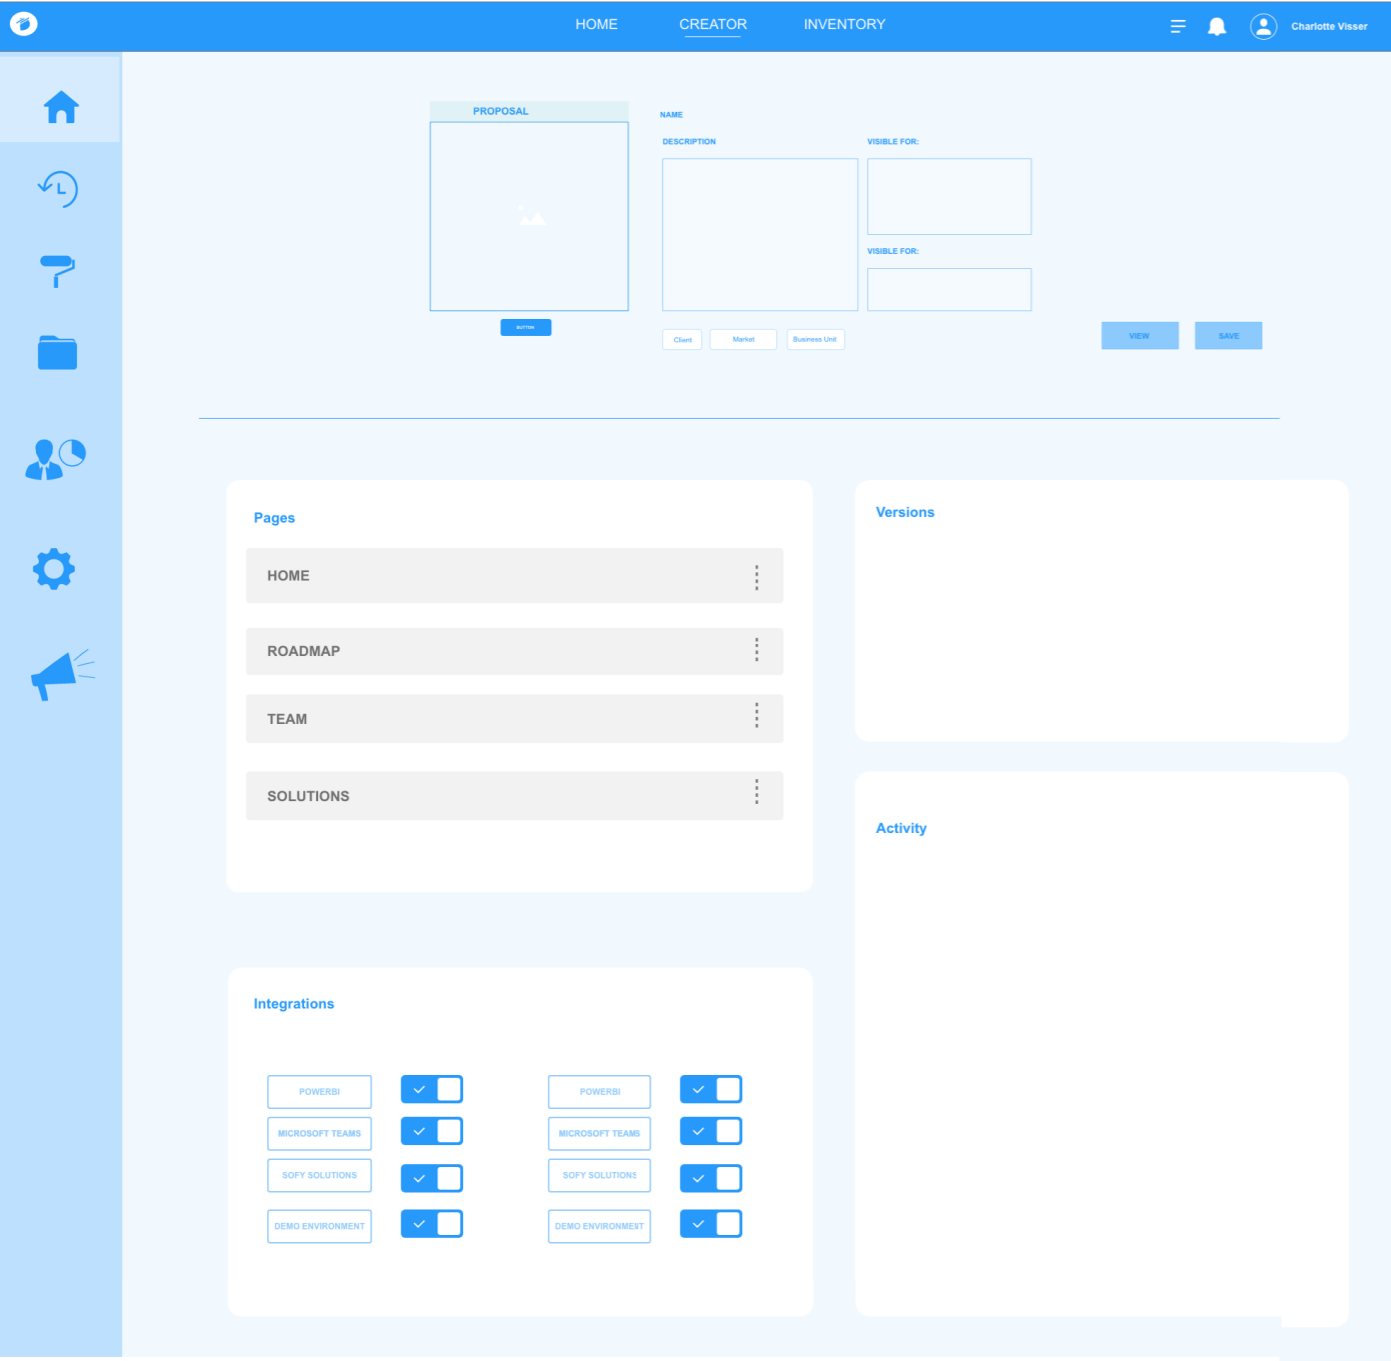 HOME CREATOR INVENTORY Charlotte Visser
PROPOSAL
NAME
DESCRIPTION VISIBLE FOR:
VISIBLE FOR:
BUTTON
Client Market Business Unit
VIEW SAVE
Pages
HOME
ROADMAP
TEAM
SOLUTIONS
Versions
Activity
Integrations
POWERBI POWERBI
MICROSOFT TEAMS MICROSOFT TEAMS
SOFY SOLUTIONS SOFY SOLUTIONS
DEMO ENVIRONMENT DEMO ENVIRONMENT